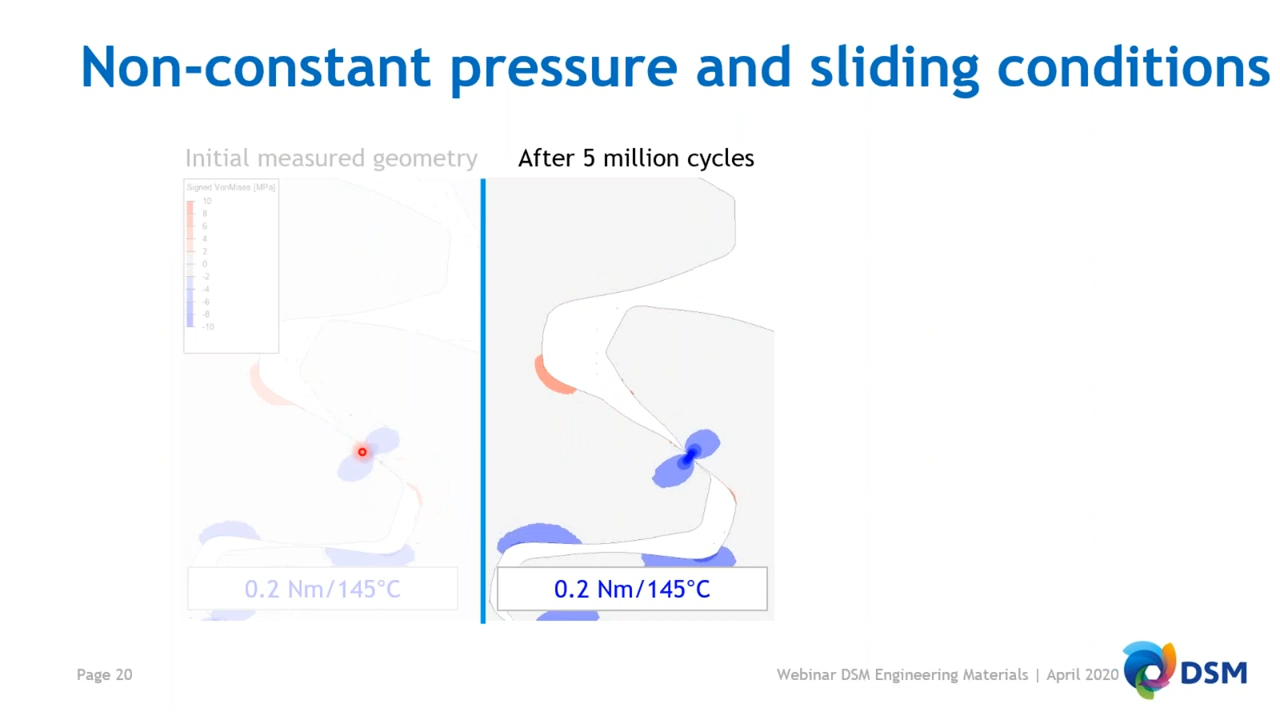 Non-constant pressure and sliding conditions
Initial measured geometry
After 5 million cycles
Signed VonMises [MPa]
10
8
6
4
2
0
-2
-4
-6
-8
-10
0.2 Nm/145°C
0.2 Nm/145°C
Page 20
Webinar DSM Engineering Materials | April 2020
DSM